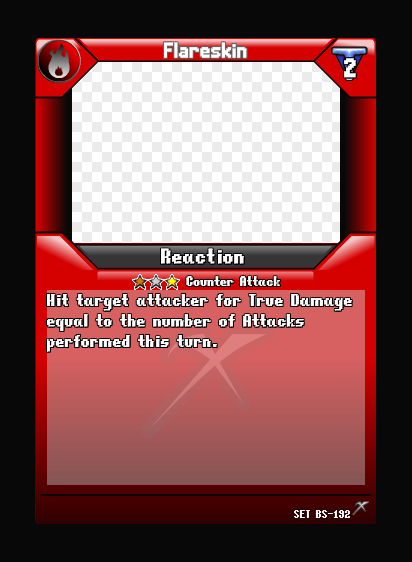 Flareskin
2
Reaction
Counter Attack
Hit target attacker for True Damage
equal to the number of Attacks
performed this turn.
SET BS-192